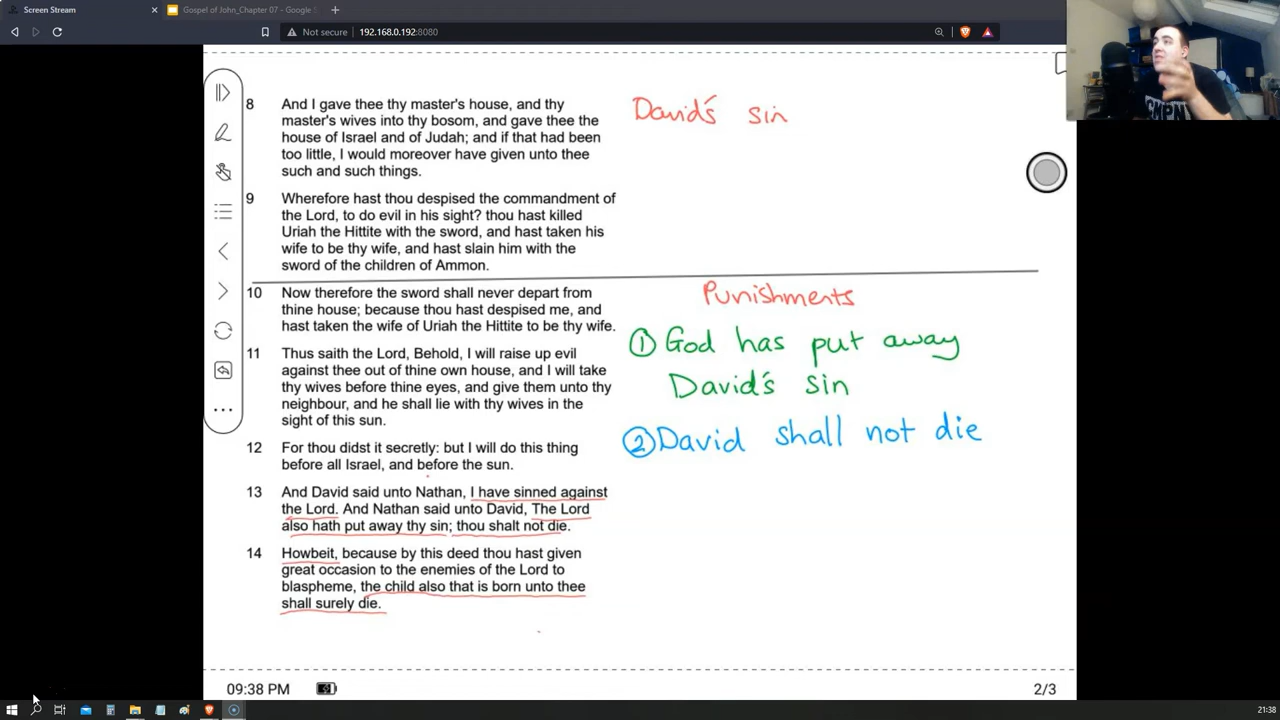 Screen Stream
Gospel of John_Chapter 07 - Google
Not secure 192.168.0.192:8080
8 And I gave thee thy master's house, and thy
master's wives into thy bosom, and gave thee the
house of Israel and of Judah; and if that had been
too little, I would moreover have given unto thee
such and such things.
David's sin
9 Wherefore hast thou despised the commandment of
the Lord, to do evil in his sight? thou hast killed
Uriah the Hittite with the sword, and hast taken his
wife to be thy wife, and hast slain him with the
sword of the children of Ammon.
10 Now therefore the sword shall never depart from
thine house; because thou hast despised me, and
hast taken the wife of Uriah the Hittite to be thy wife.
11 Thus saith the Lord, Behold, I will raise up evil
against thee out of thine own house, and I will take
thy wives before thine eyes, and give them unto thy
neighbour, and he shall lie with thy wives in the
sight of this sun.
12 For thou didst it secretly: but I will do this thing
before all Israel, and before the sun.
13 And David said unto Nathan, I have sinned against
the Lord. And Nathan said unto David, The Lord
also hath put away thy sin; thou shalt not die.
14 Howbeit, because by this deed thou hast given
great occasion to the enemies of the Lord to
blaspheme, the child also that is born unto thee
shall surely die.
Punishments
① God has put away
David's sin
② David shall not die
09:38 PM
2/3
21:38